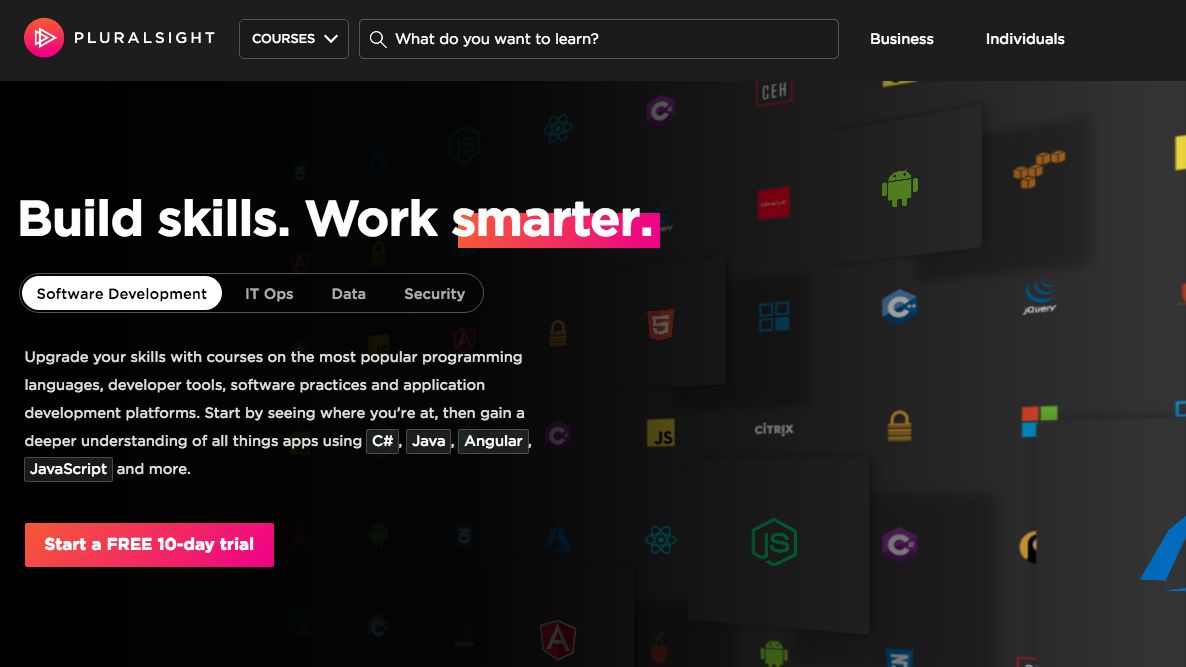 PLURALSIGHT
COURSES
What do you want to learn?
Business
Individuals
CEH
Build skills. Work smarter.
Software Development
IT Ops
Data
Security
Upgrade your skills with courses on the most popular programming
languages, developer tools, software practices and application
development platforms. Start by seeing where you’re at, then gain a
deeper understanding of all things apps using C#, Java, Angular,
JavaScript and more.
Start a FREE 10-day trial
C
JS
ORACLE
C++
jQuery
5
JS
CITRIX
JS
C#
A